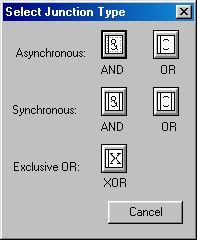 Select Junction Type
Asynchronous: & O
AND OR
Synchronous: & O
AND OR
Exclusive OR: X
XOR
Cancel